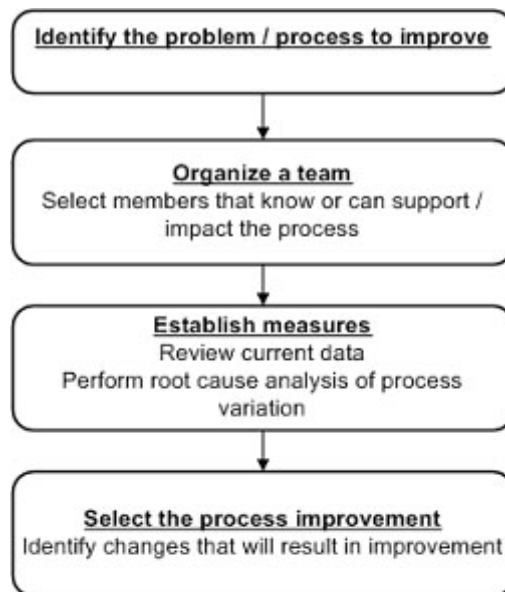 Identify the problem / process to improve
Organize a team
Select members that know or can support /
impact the process
Establish measures
Review current data
Perform root cause analysis of process
variation
Select the process improvement
Identify changes that will result in improvement